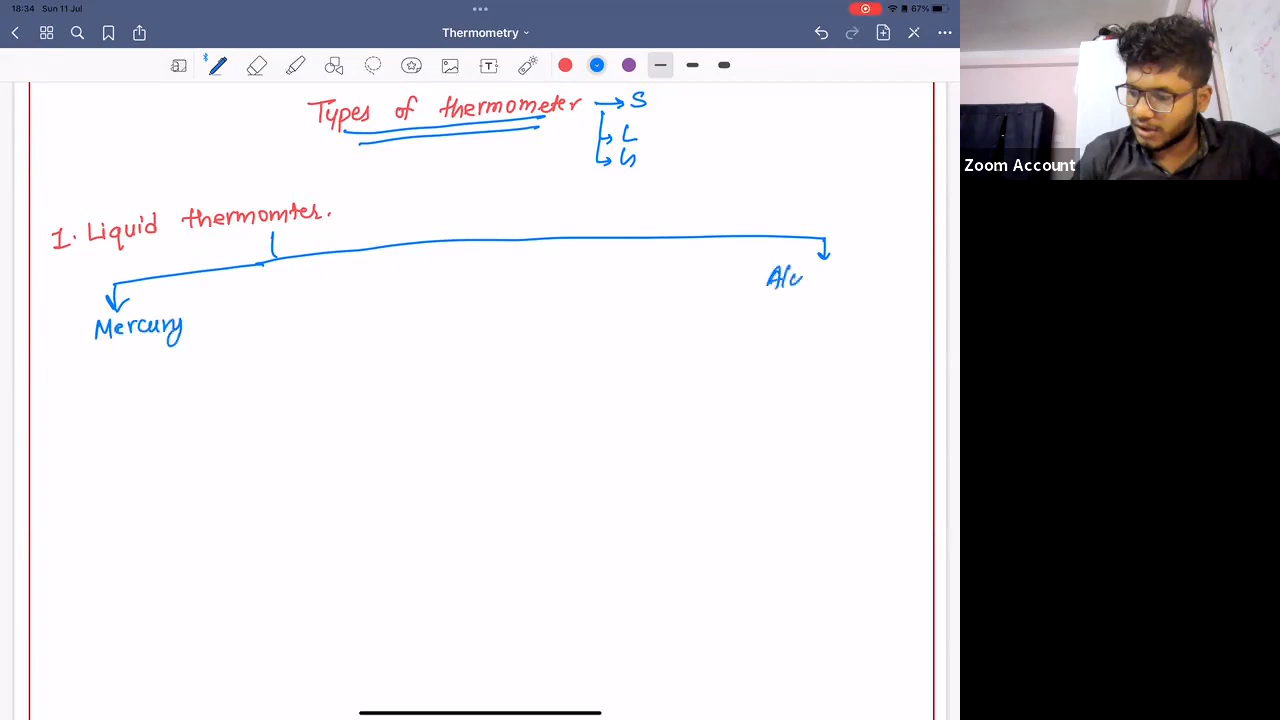 18:34 Sun 11 Jul 67%
Thermometry
Types of thermometer → S
→ L
→ G
1. Liquid thermomter.
Mercury Alc
Zoom Account